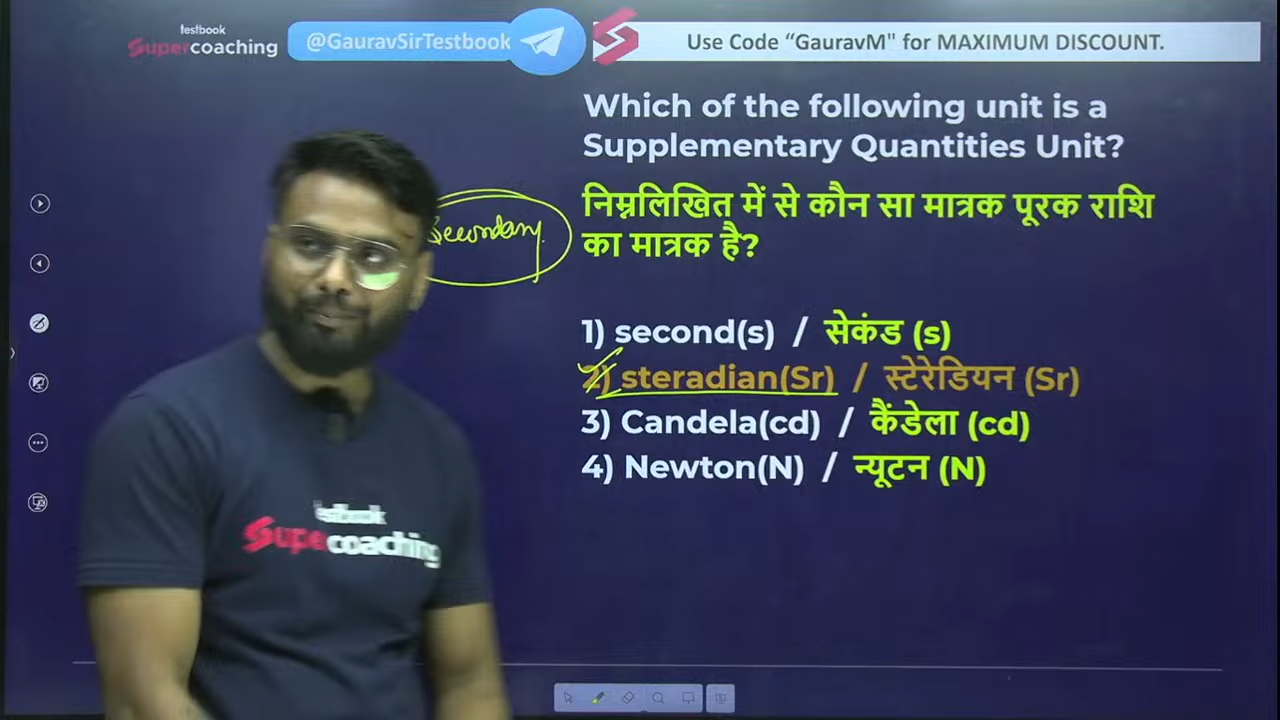 testbook
Supercoaching
@GauravSirTestbook
Use Code “GauravM" for MAXIMUM DISCOUNT.
Which of the following unit is a
Supplementary Quantities Unit?
निम्नलिखित में से कौन सा मात्रक पूरक राशि
का मात्रक है?
Secondary
1) second(s) / सेकंड (s)
2) steradian(Sr) / स्टेरेडियन (Sr)
3) Candela(cd) / कैंडेला (cd)
4) Newton(N) / न्यूटन (N)
testbook
Supercoaching